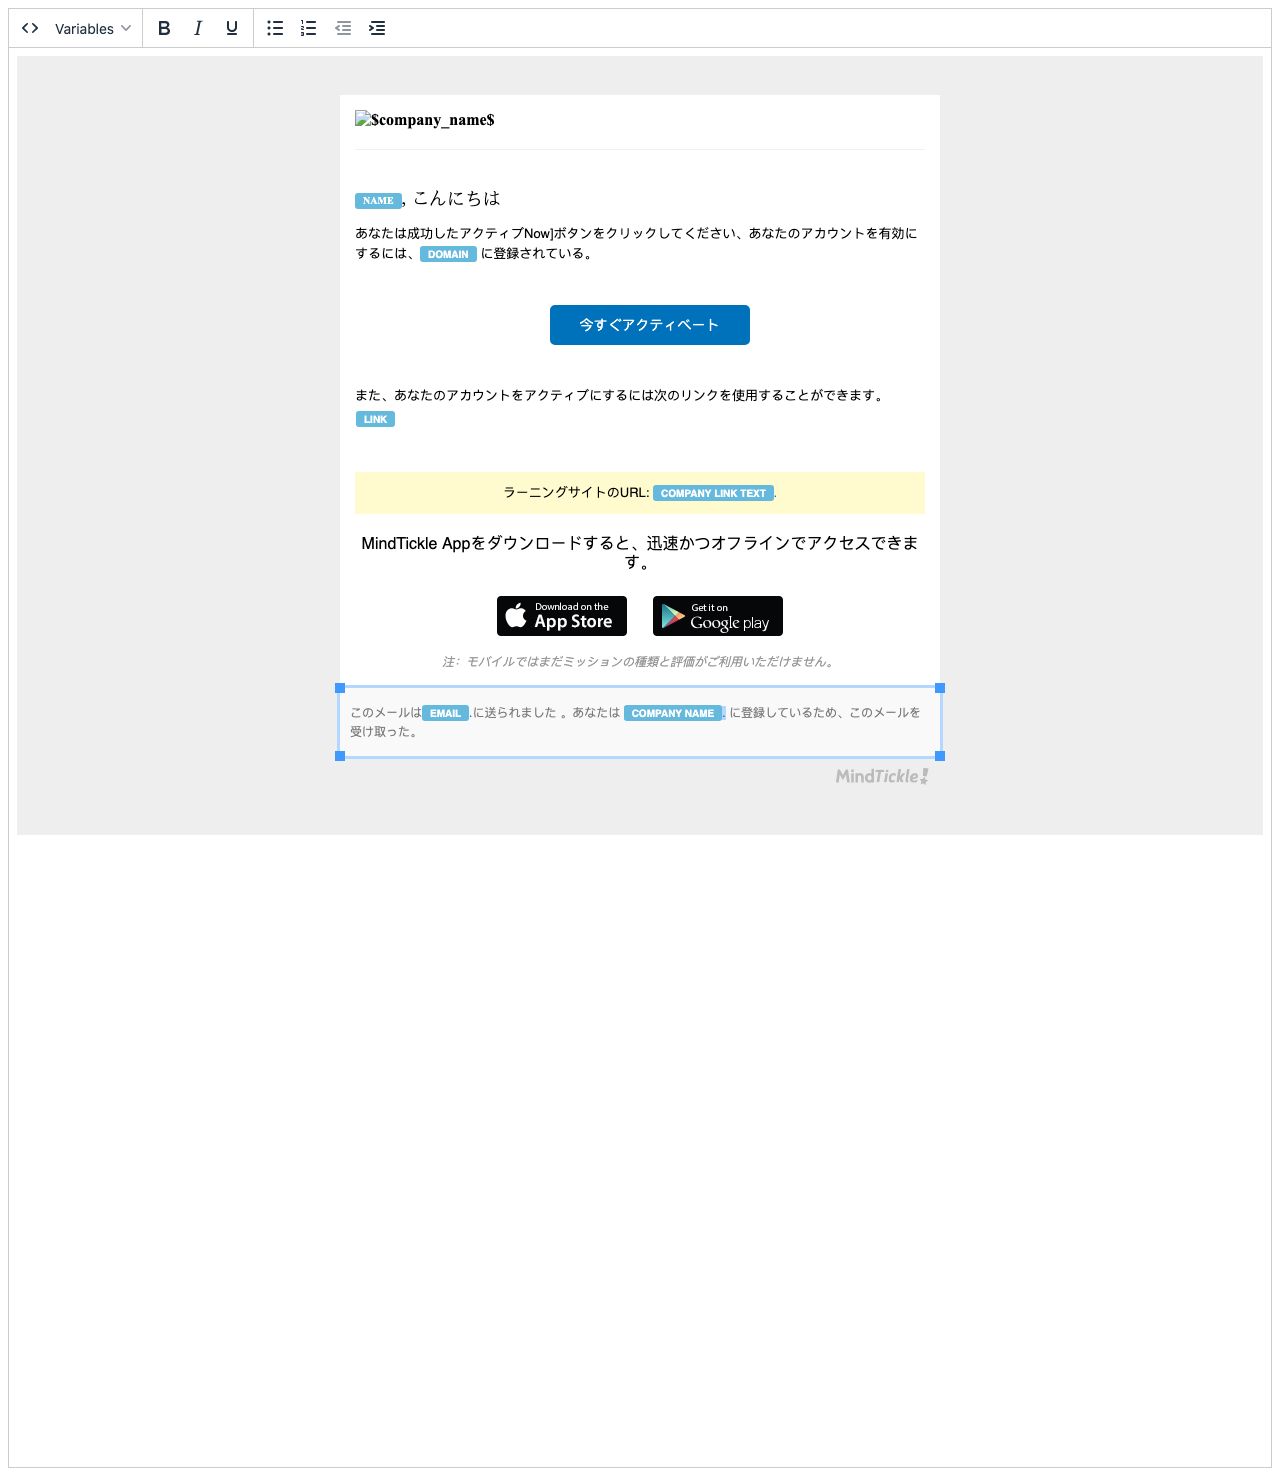 Variables B I U
$company_name$
NAME, こんにちは
あなたは成功したアクティブNow]ボタンをクリックしてください、あなたのアカウントを有効に
するには、DOMAIN に登録されている。
今すぐアクティベート
また、あなたのアカウントをアクティブにするには次のリンクを使用することができます。
LINK
ラーニングサイトのURL: COMPANY LINK TEXT.
MindTickle Appをダウンロードすると、迅速かつオフラインでアクセスできま
す。
Download on the
App Store
Get it on
Google play
注：モバイルではまだミッションの種類と評価がご利用いただけません。
このメールはEMAIL.に送られました 。あなたは COMPANY NAME. に登録しているため、このメールを
受け取った。
MindTickle!